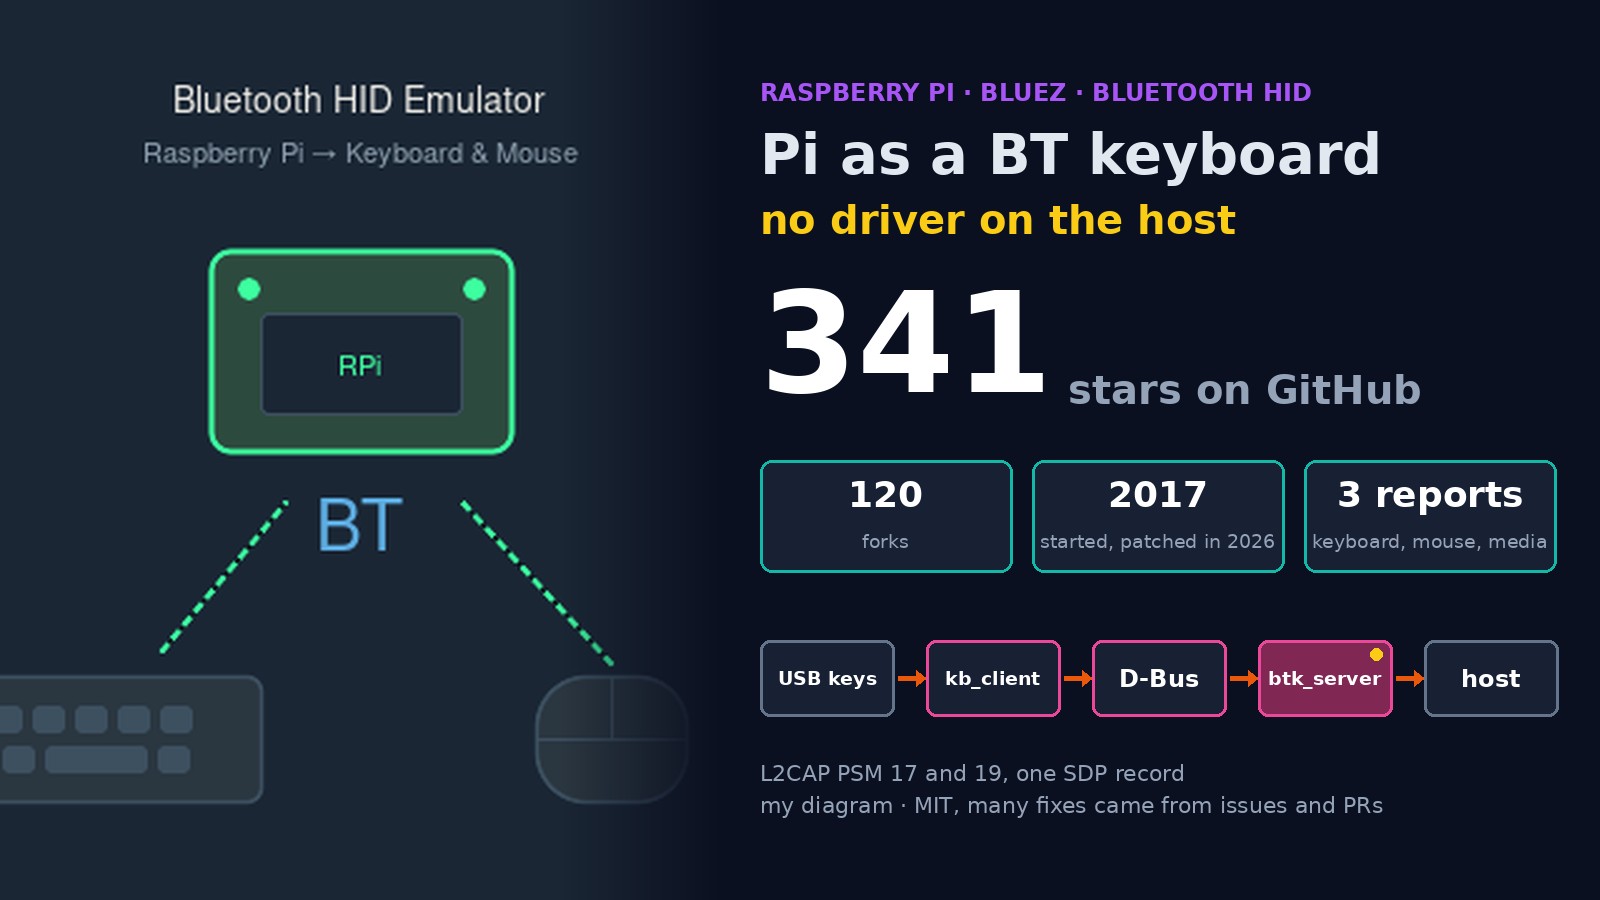 Bluetooth HID Emulator
Raspberry Pi → Keyboard & Mouse
RPi
BT
RASPBERRY PI · BLUEZ · BLUETOOTH HID
Pi as a BT keyboard
no driver on the host
341 stars on GitHub
120
forks
2017
started, patched in 2026
3 reports
keyboard, mouse, media
USB keys
kb_client
D-Bus
btk_server
host
L2CAP PSM 17 and 19, one SDP record
my diagram · MIT, many fixes came from issues and PRs